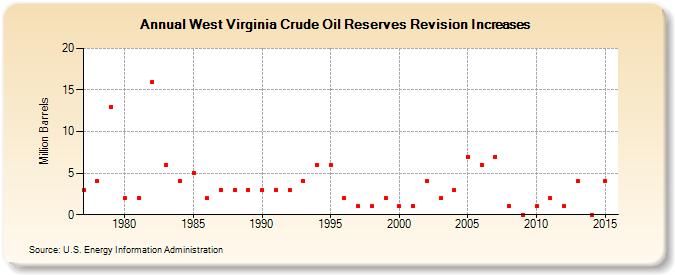 Annual West Virginia Crude Oil Reserves Revision Increases
Million Barrels
20
15
10
5
0
1980 1985 1990 1995 2000 2005 2010 2015
Source: U.S. Energy Information Administration